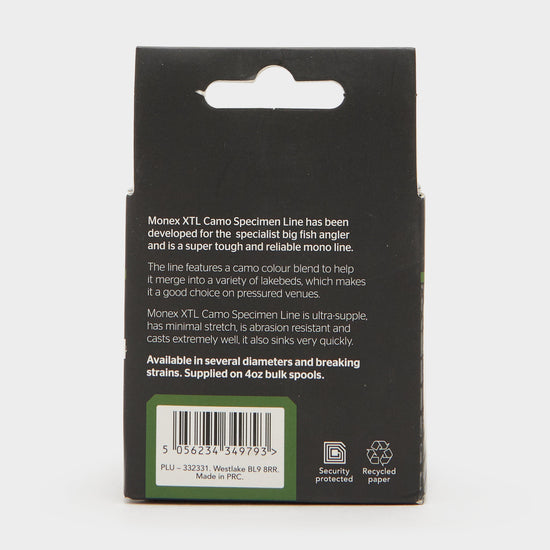 Monex XTL Camo Specimen Line has been
developed for the specialist big fish angler
and is a super tough and reliable mono line.
The line features a camo colour blend to help
it merge into a variety of lakebeds, which makes
it a good choice on pressured venues.
Monex XTL Camo Specimen Line is ultra-supple,
has minimal stretch, is abrasion resistant and
casts extremely well, it also sinks very quickly.
Available in several diameters and breaking
strains. Supplied on 4oz bulk spools.
5 056234 349793 >
PLU – 332331. Westlake BL9 8RR.
Made in PRC.
Security
protected
Recycled
paper